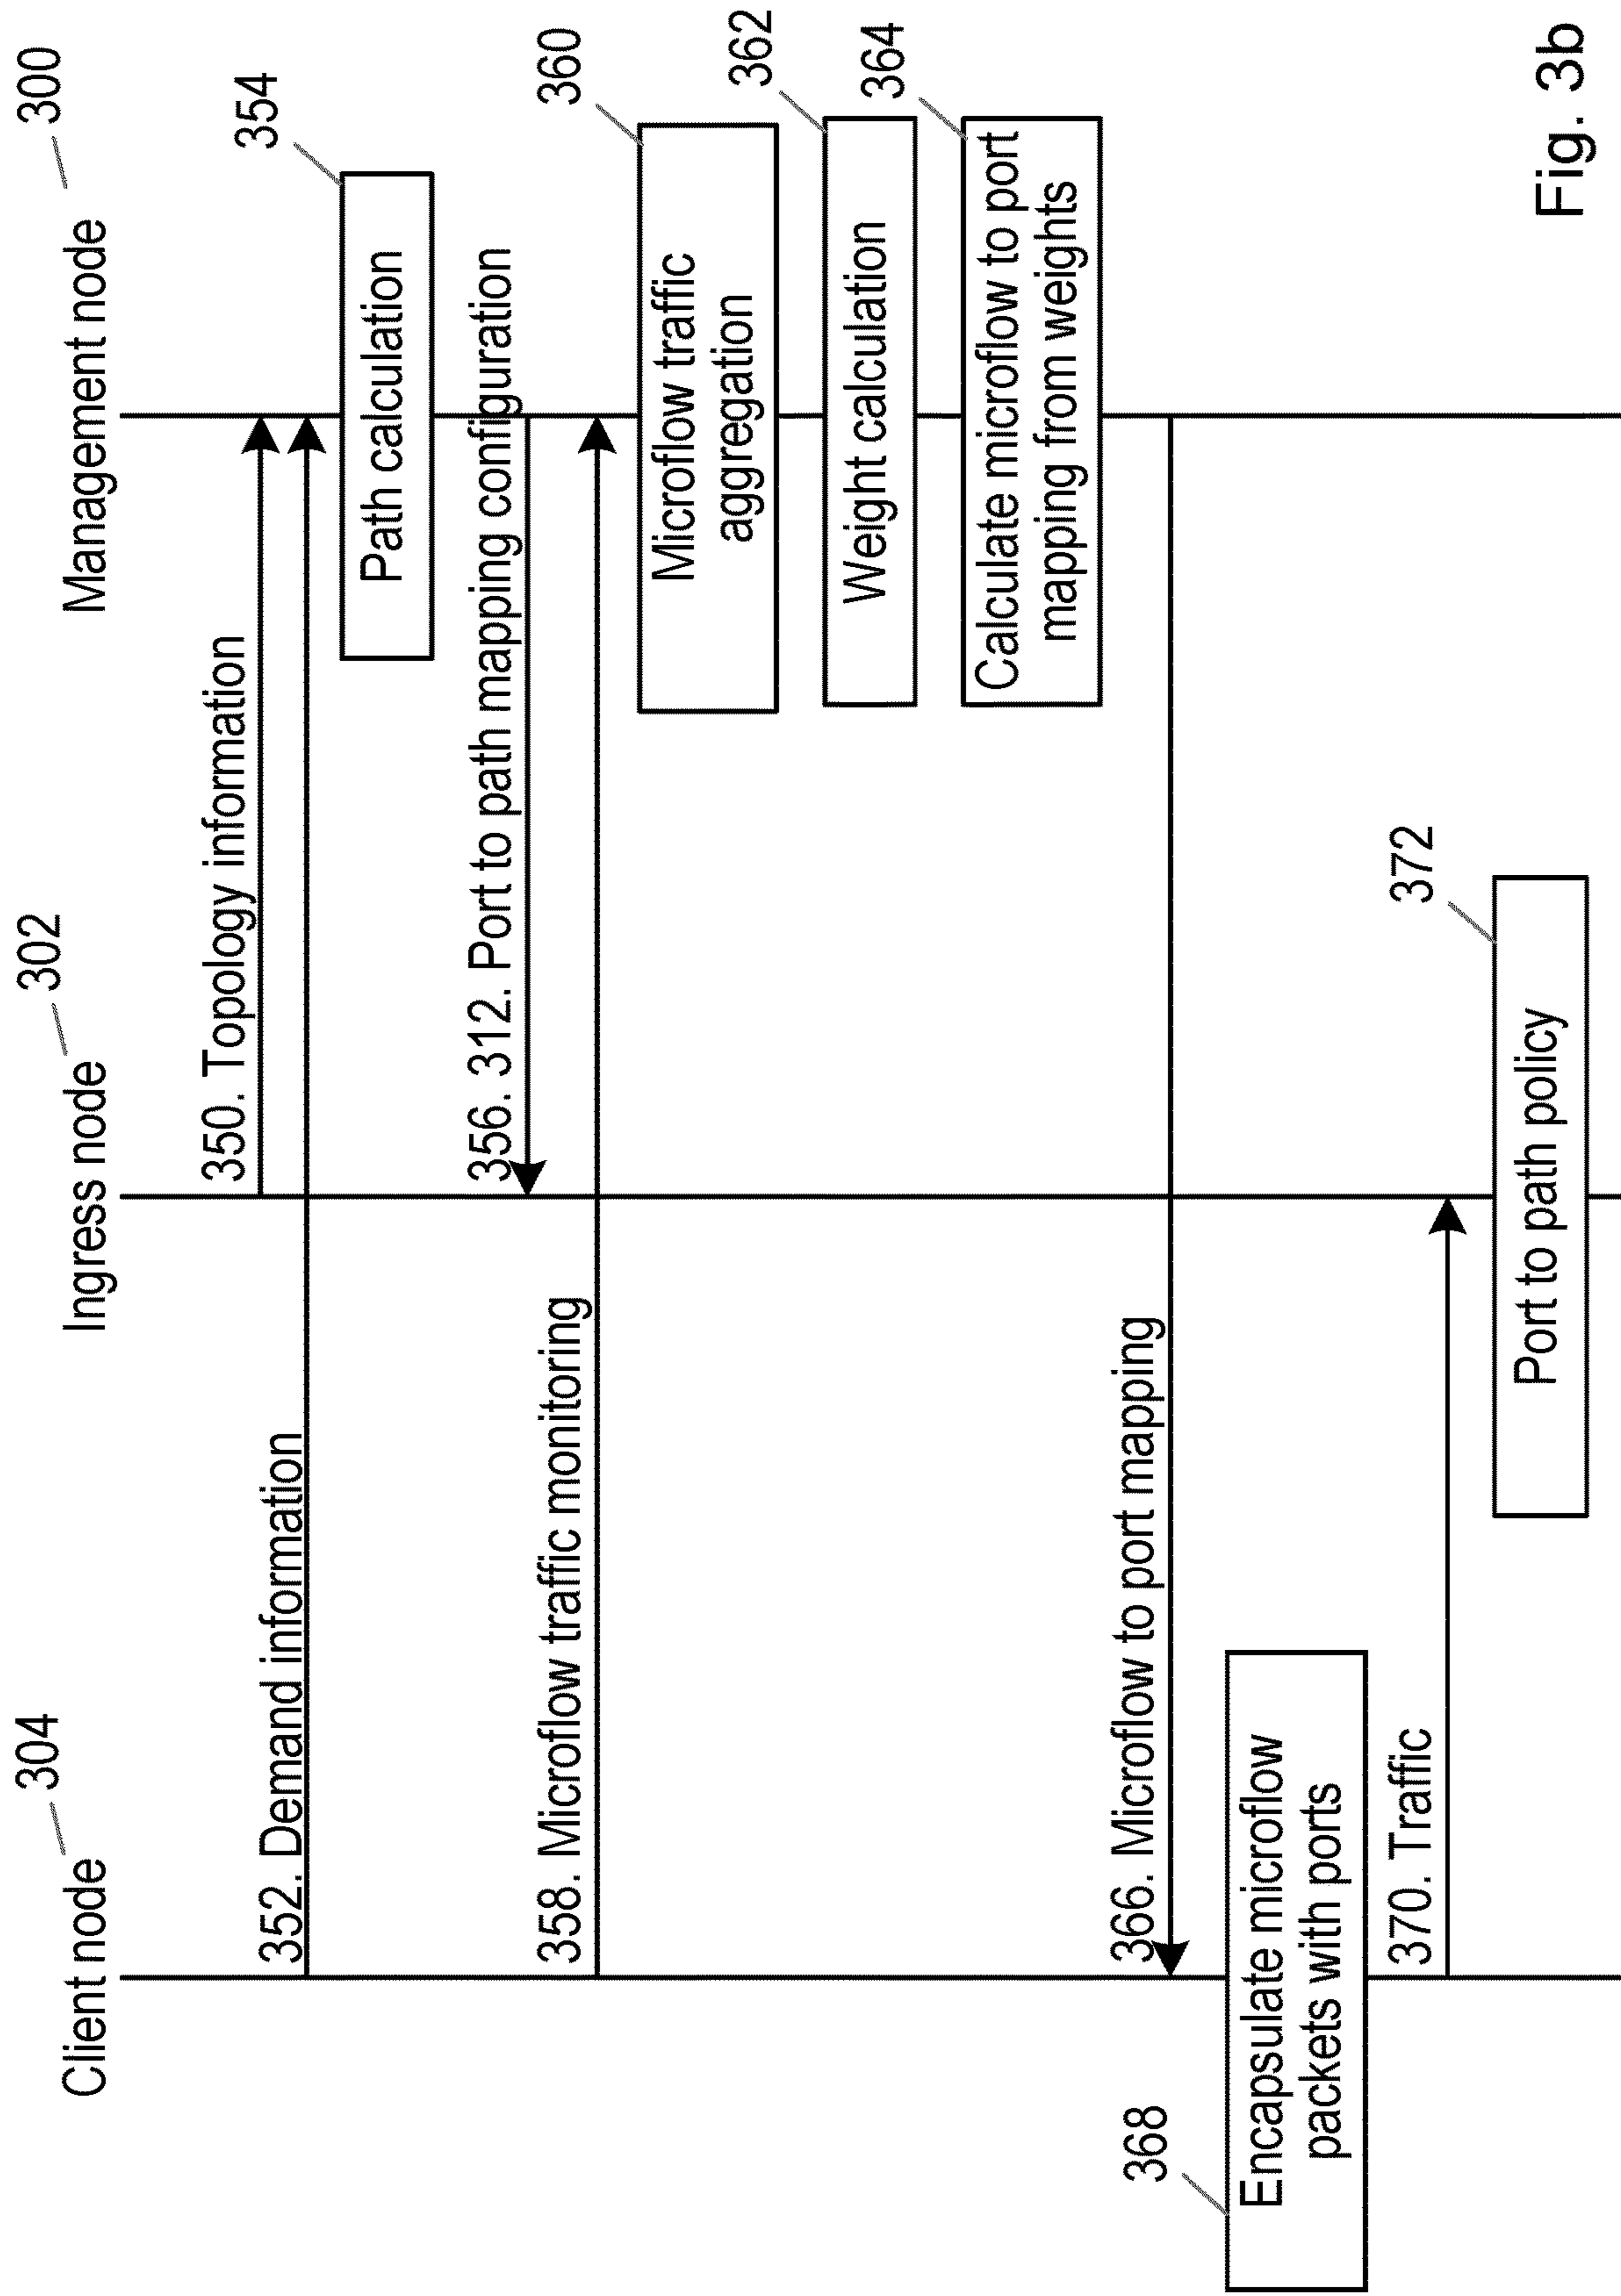 304
302
300
Client node
Ingress node
Management node
350. Topology information
352. Demand information
354
Path calculation
356. 312. Port to path mapping configuration
358. Microflow traffic monitoring
360
Microflow traffic
aggregation
362
Weight calculation
364
Calculate microflow to port
mapping from weights
366. Microflow to port mapping
368
Encapsulate microflow
packets with ports
370. Traffic
372
Port to path policy
Fig. 3b